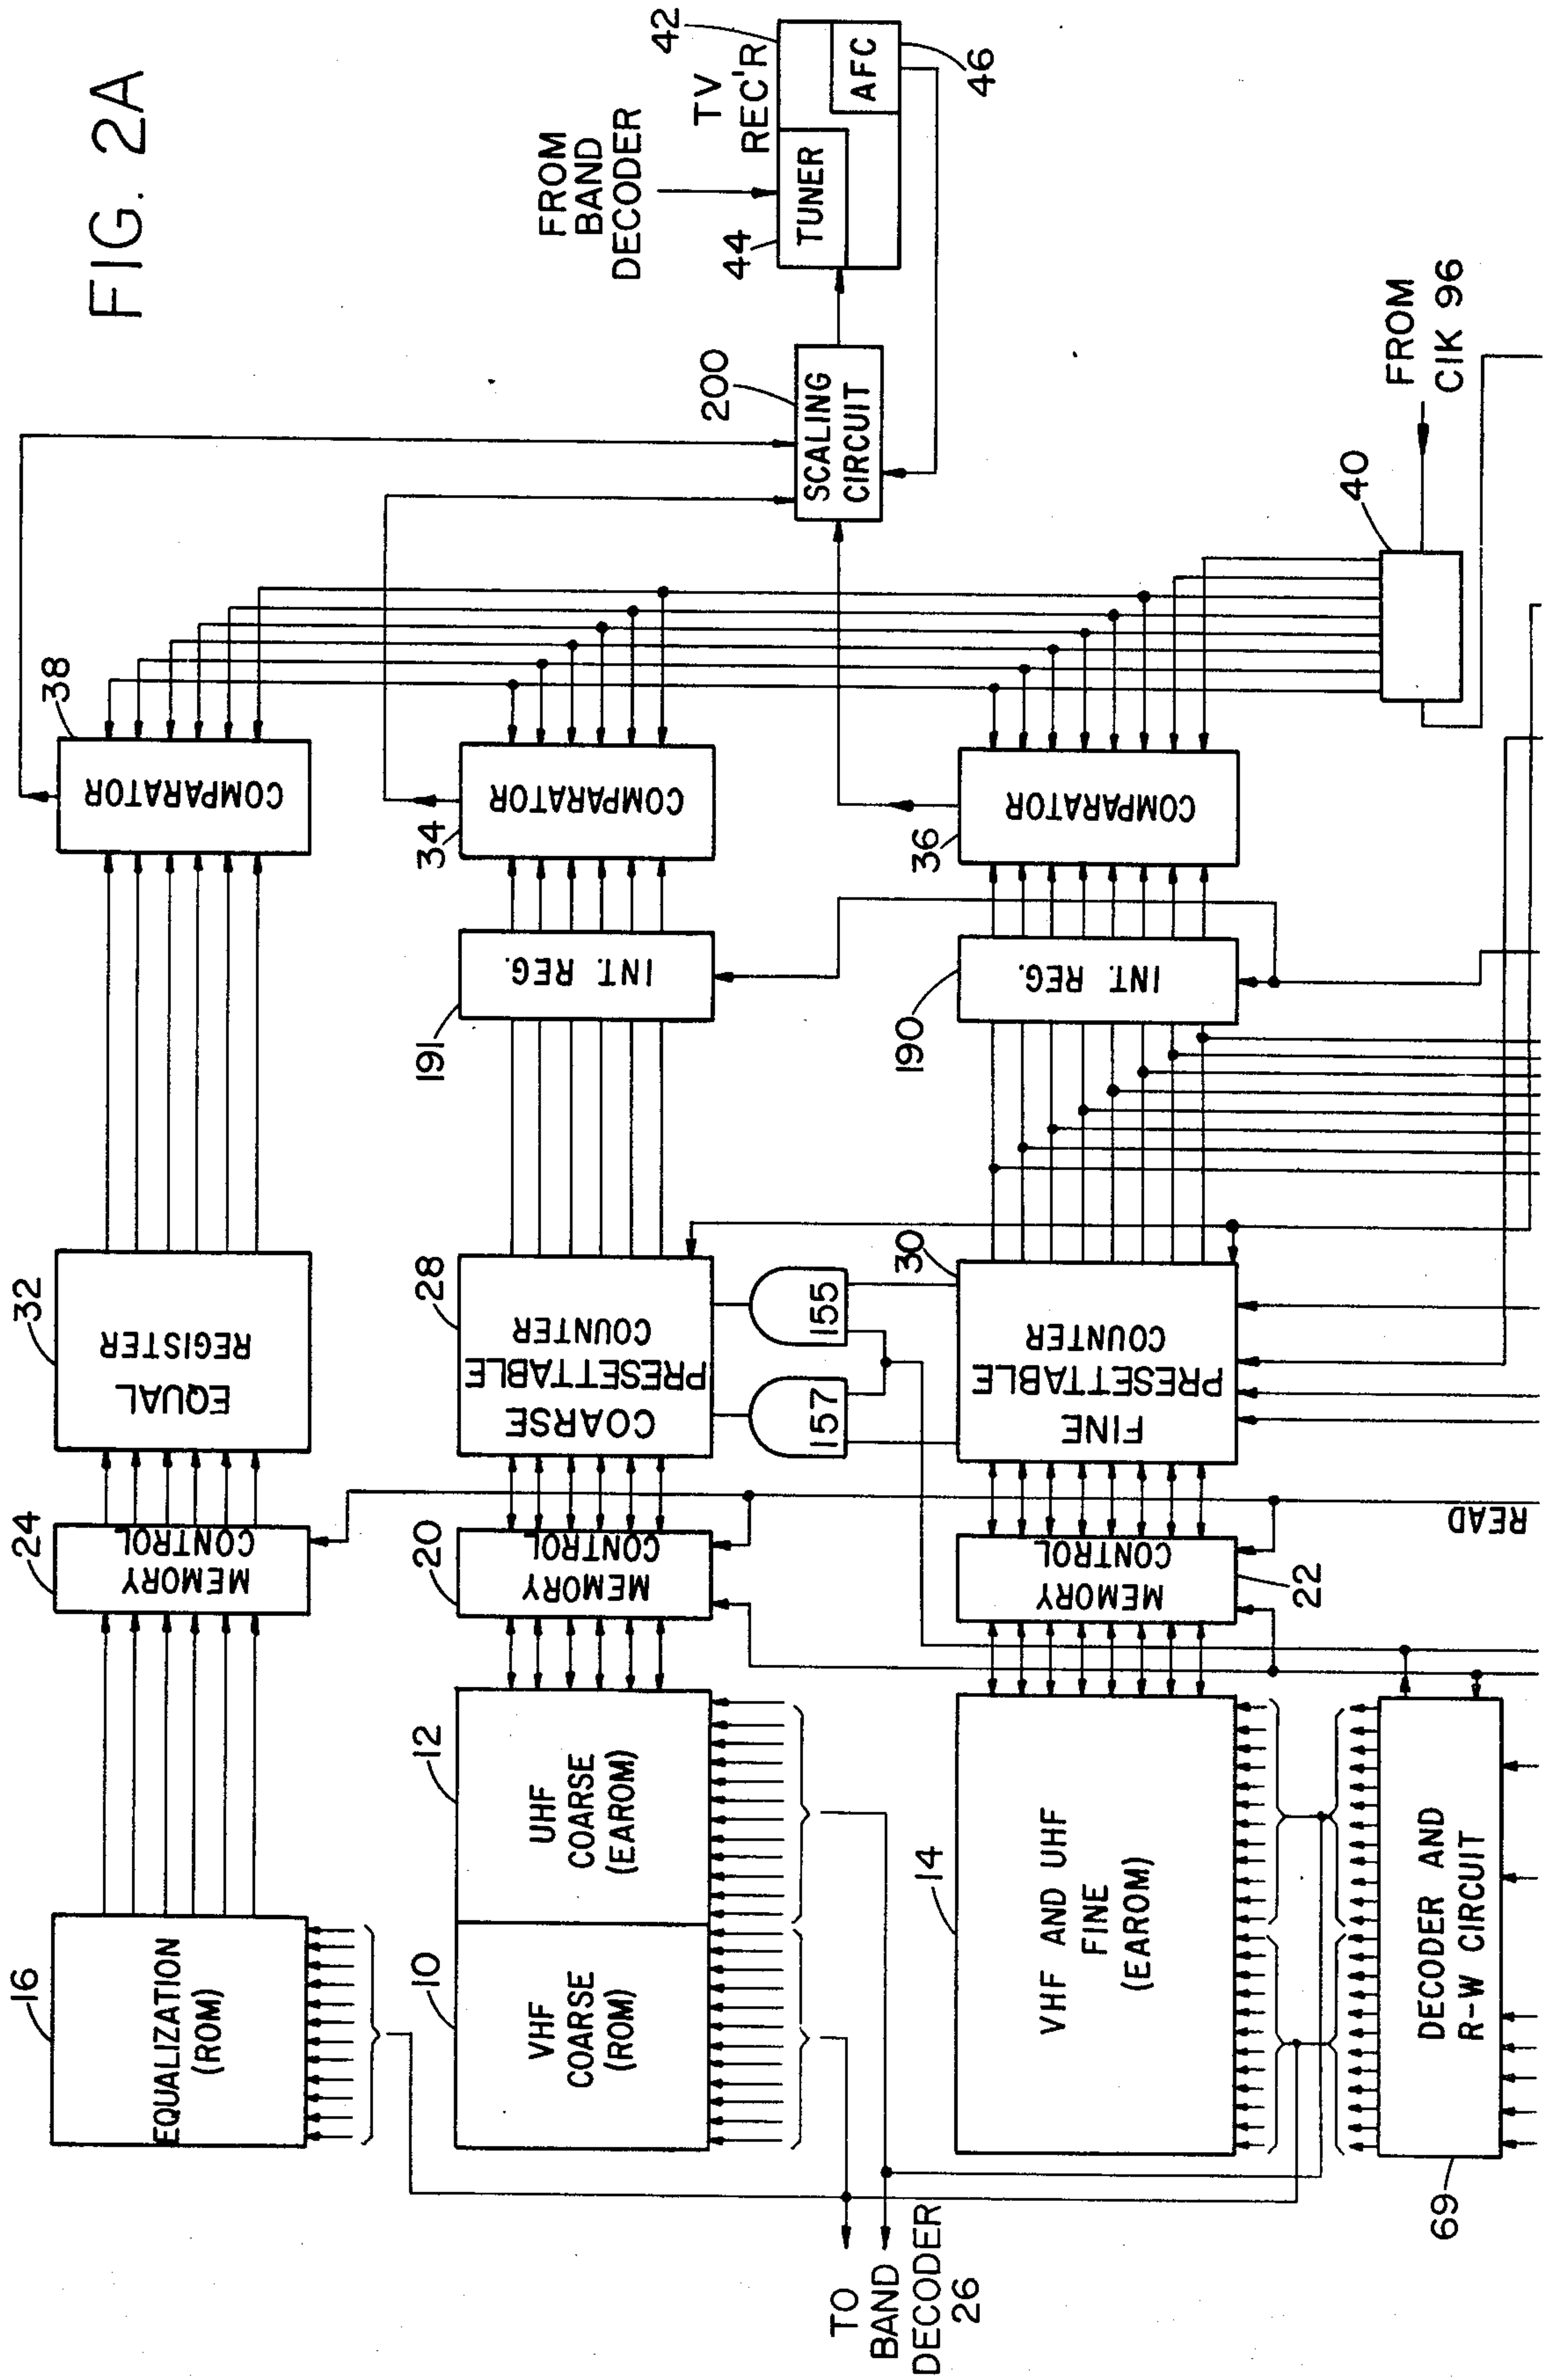 FIG. 2A
16
EQUALIZATION
(ROM)
24
MEMORY
CONTROL
32
EQUAL
REGISTER
38
COMPARATOR
10
VHF
COARSE
(ROM)
12
UHF
COARSE
(EAROM)
20
MEMORY
CONTROL
28
COARSE
PRESETTABLE
COUNTER
157
155
191
INT. REG.
34
COMPARATOR
200
SCALING
CIRCUIT
FROM
BAND
DECODER
44
TUNER
TV
REC'R
42
AFC
46
TO
BAND
DECODER
26
14
VHF AND UHF
FINE
(EAROM)
22
MEMORY
CONTROL
30
FINE
PRESETTABLE
COUNTER
190
INT. REG.
36
COMPARATOR
40
FROM
CIK 96
69
DECODER AND
R-W CIRCUIT
READ